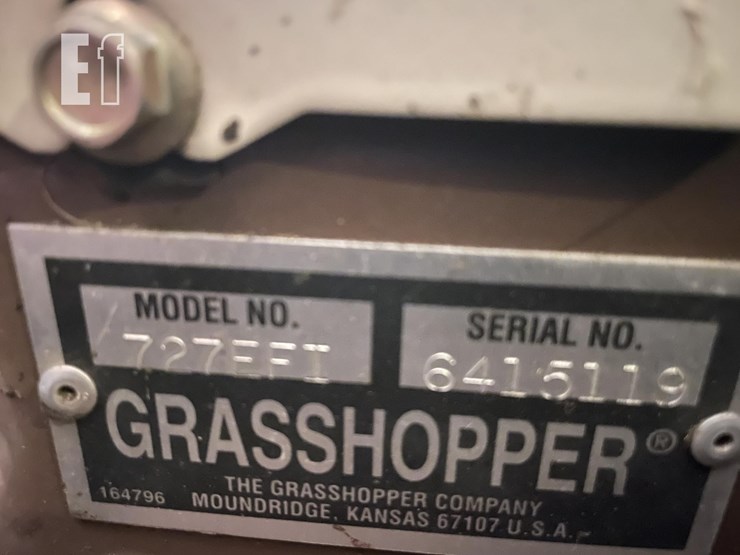 Ef
MODEL NO. SERIAL NO.
727EFI 6415119
GRASSHOPPER®
164796 THE GRASSHOPPER COMPANY
MOUNDRIDGE, KANSAS 67107 U.S.A.